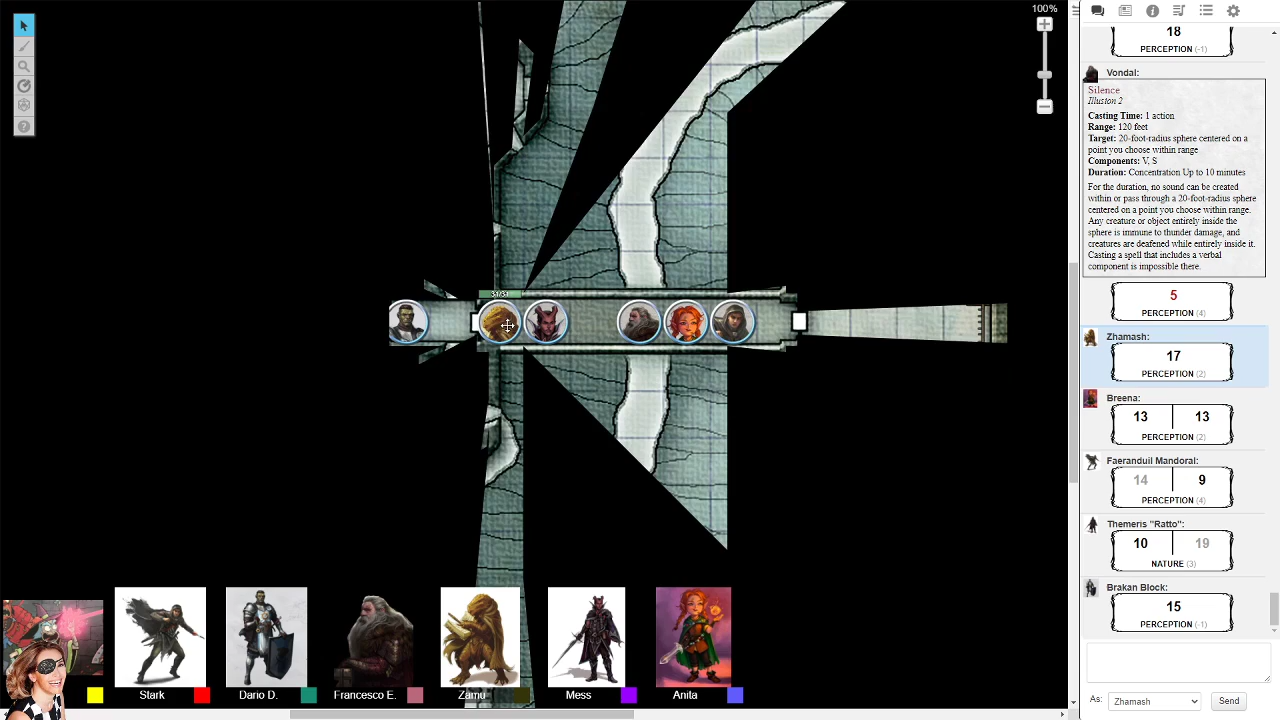 100%
18
PERCEPTION (-1)
Vondal:
Silence
Illusion 2
Casting Time: 1 action
Range: 120 feet
Target: 20-foot-radius sphere centered on a
point you choose within range
Components: V, S
Duration: Concentration Up to 10 minutes
For the duration, no sound can be created
within or pass through a 20-foot-radius sphere
centered on a point you choose within range.
Any creature or object entirely inside the
sphere is immune to thunder damage, and
creatures are deafened while entirely inside it.
Casting a spell that includes a verbal
component is impossible there.
5
PERCEPTION (4)
Zhamash:
17
PERCEPTION (2)
Breena:
13 13
PERCEPTION (2)
Faeranduil Mandoral:
14 9
PERCEPTION (4)
Themeris "Ratto":
10 19
NATURE (3)
Brakan Block:
15
PERCEPTION (-1)
As: Zhamash Send
31/31
Stark
Dario D.
Francesco E.
Zamu
Mess
Anita